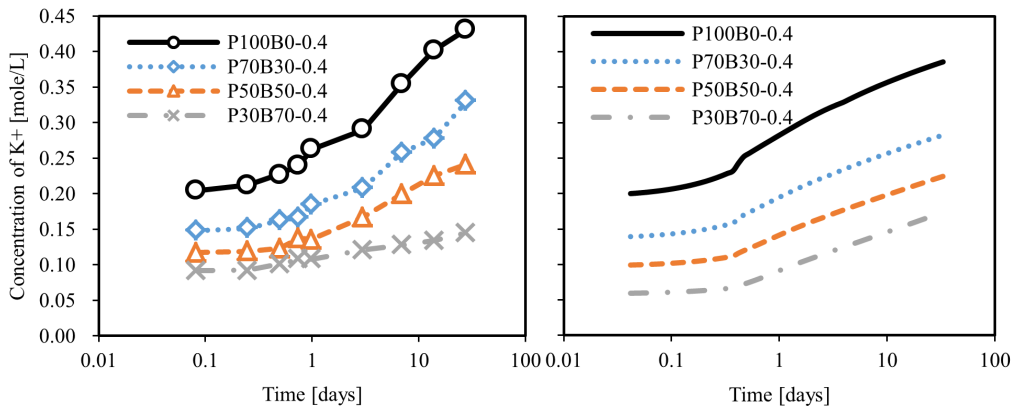 Concentration of K+ [mole/L]
0.45
0.40
0.35
0.30
0.25
0.20
0.15
0.10
0.05
0.00
P100B0-0.4
P70B30-0.4
P50B50-0.4
P30B70-0.4
0.01
0.1
1
10
100
Time [days]
P100B0-0.4
P70B30-0.4
P50B50-0.4
P30B70-0.4
0.01
0.1
1
10
100
Time [days]